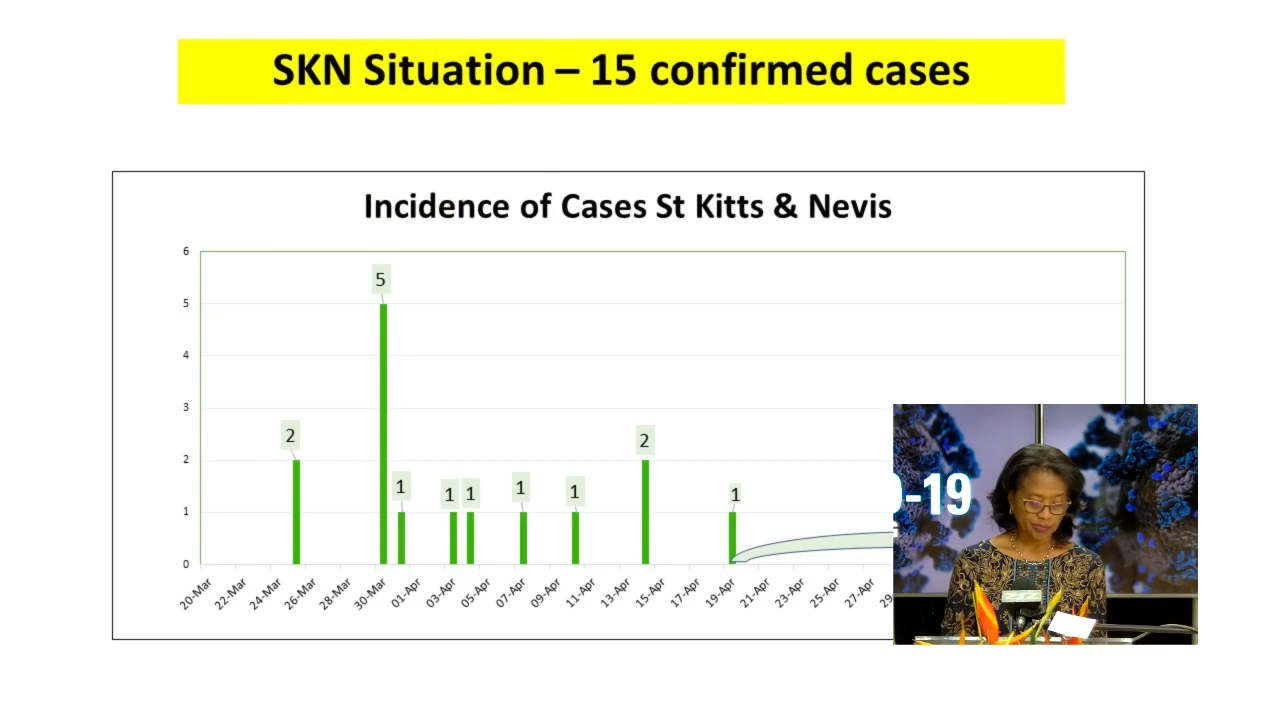 SKN Situation – 15 confirmed cases
Incidence of Cases St Kitts & Nevis
6
5
4
3
2
1
0
2
5
1
1
1
1
1
2
1
20-Mar
22-Mar
24-Mar
26-Mar
28-Mar
30-Mar
01-Apr
03-Apr
05-Apr
07-Apr
09-Apr
11-Apr
13-Apr
15-Apr
17-Apr
19-Apr
21-Apr
23-Apr
25-Apr
27-Apr
29
-19